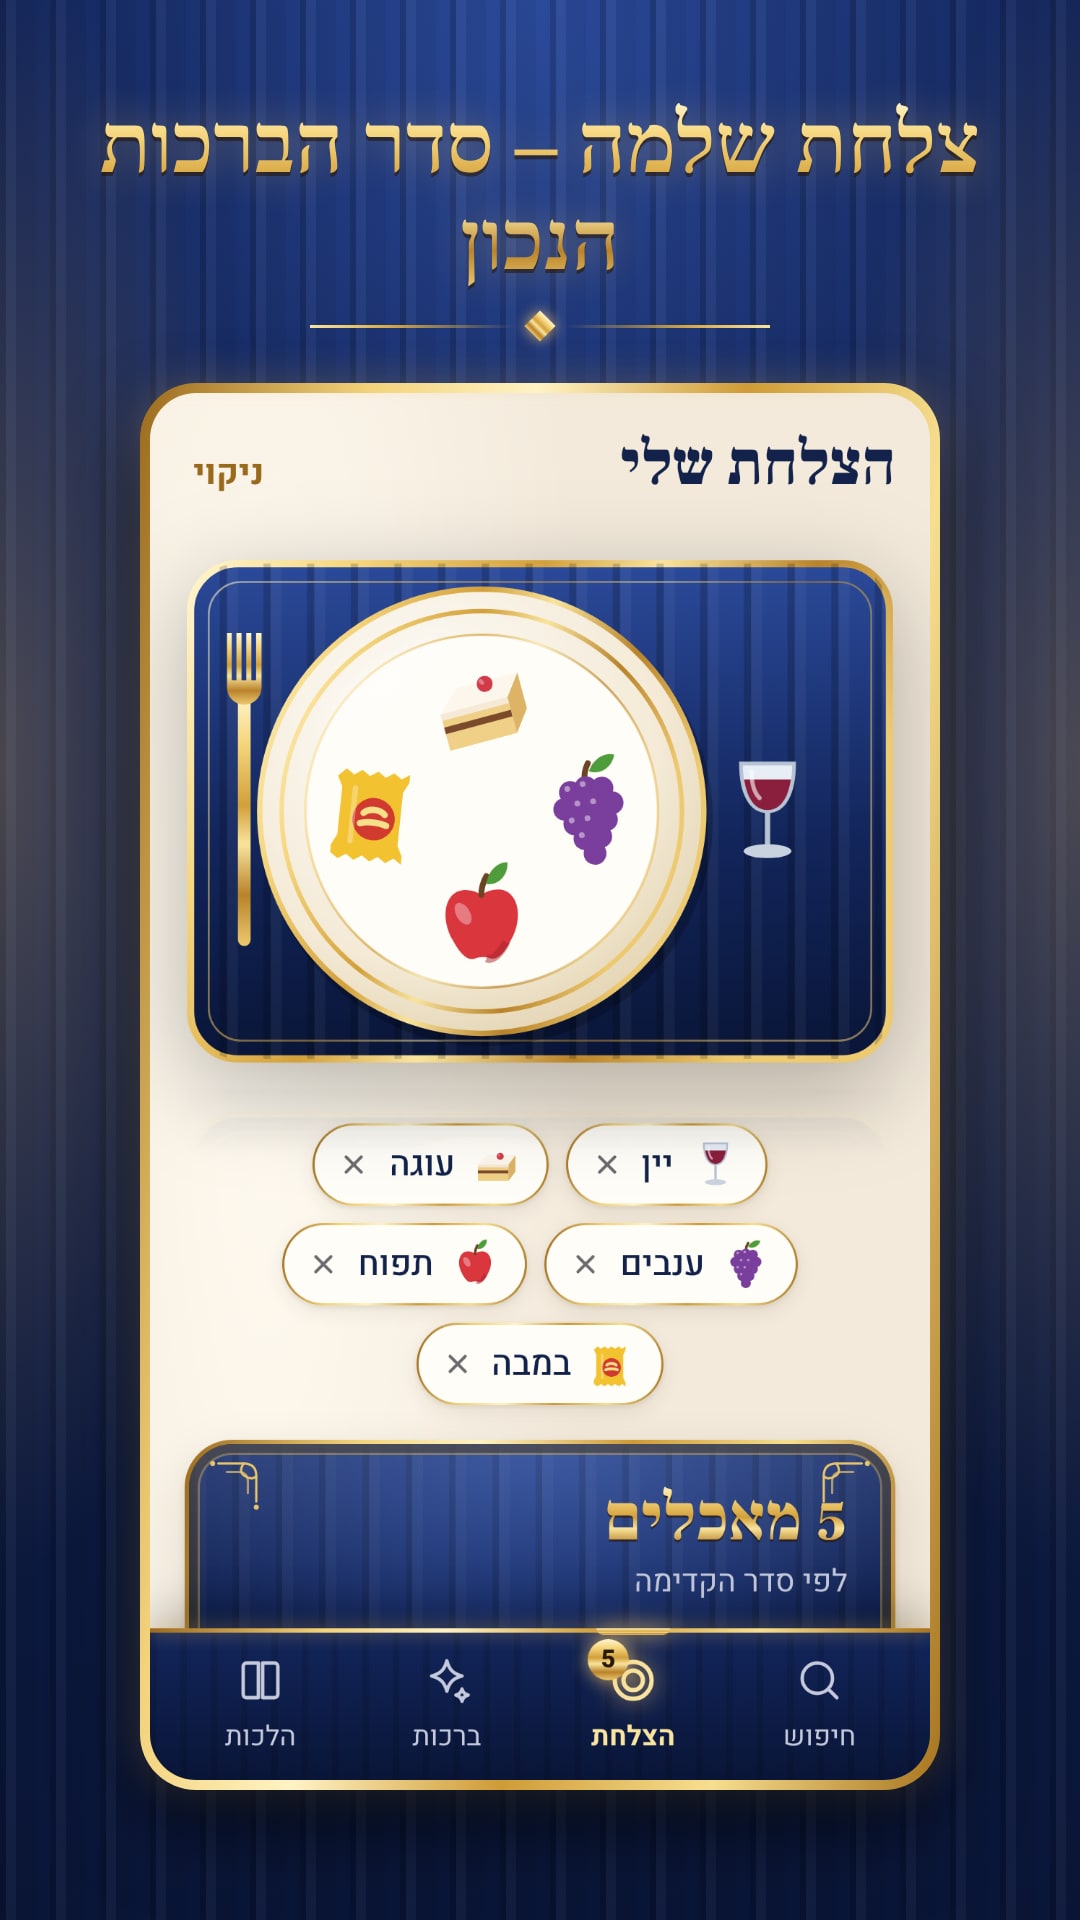 צלחת שלמה – סדר הברכות
הנכון
הצלחת שלי
ניקוי
יין
עוגה
ענבים
תפוח
במבה
5 מאכלים
לפי סדר הקדימה
5
חיפוש
הצלחת
ברכות
הלכות